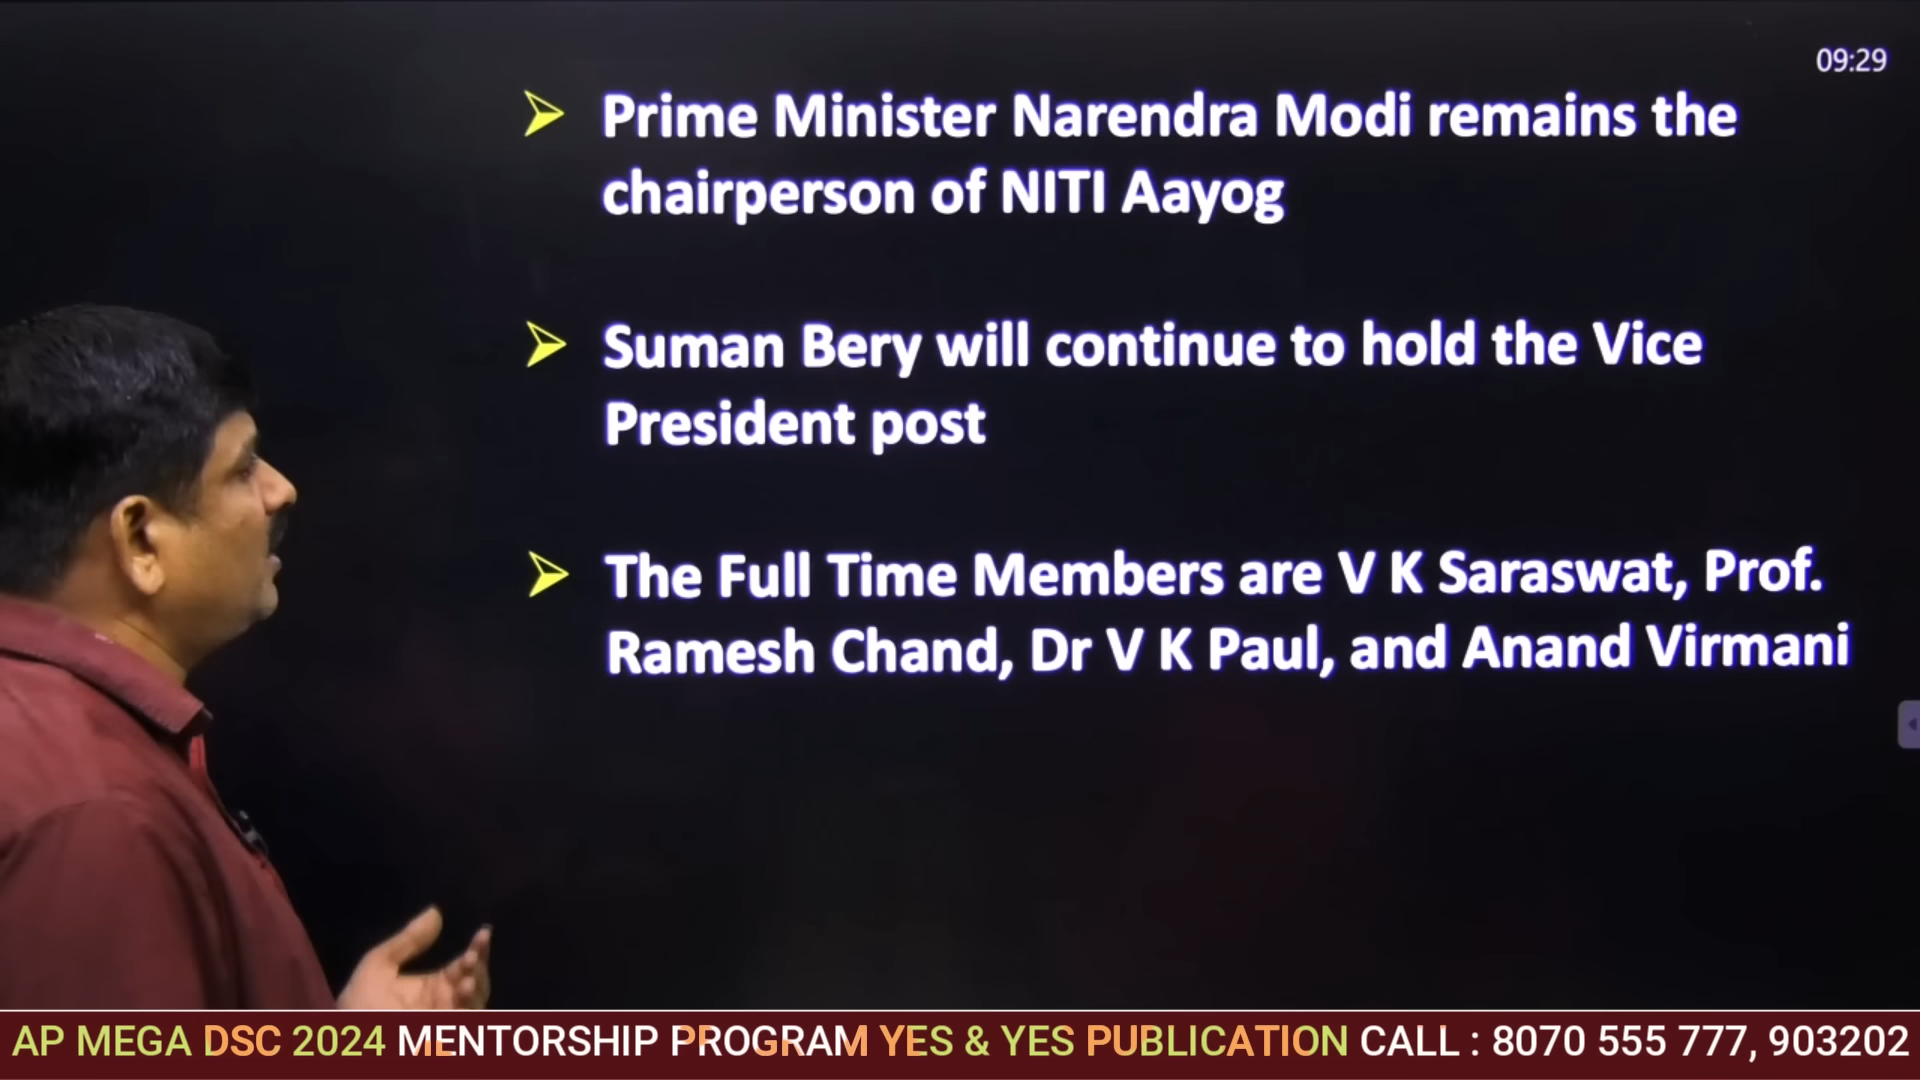 09:29
Prime Minister Narendra Modi remains the
chairperson of NITI Aayog
Suman Bery will continue to hold the Vice
President post
The Full Time Members are V K Saraswat, Prof.
Ramesh Chand, Dr V K Paul, and Anand Virmani
AP MEGA DSC 2024 MENTORSHIP PROGRAM YES & YES PUBLICATION CALL : 8070 555 777, 903202